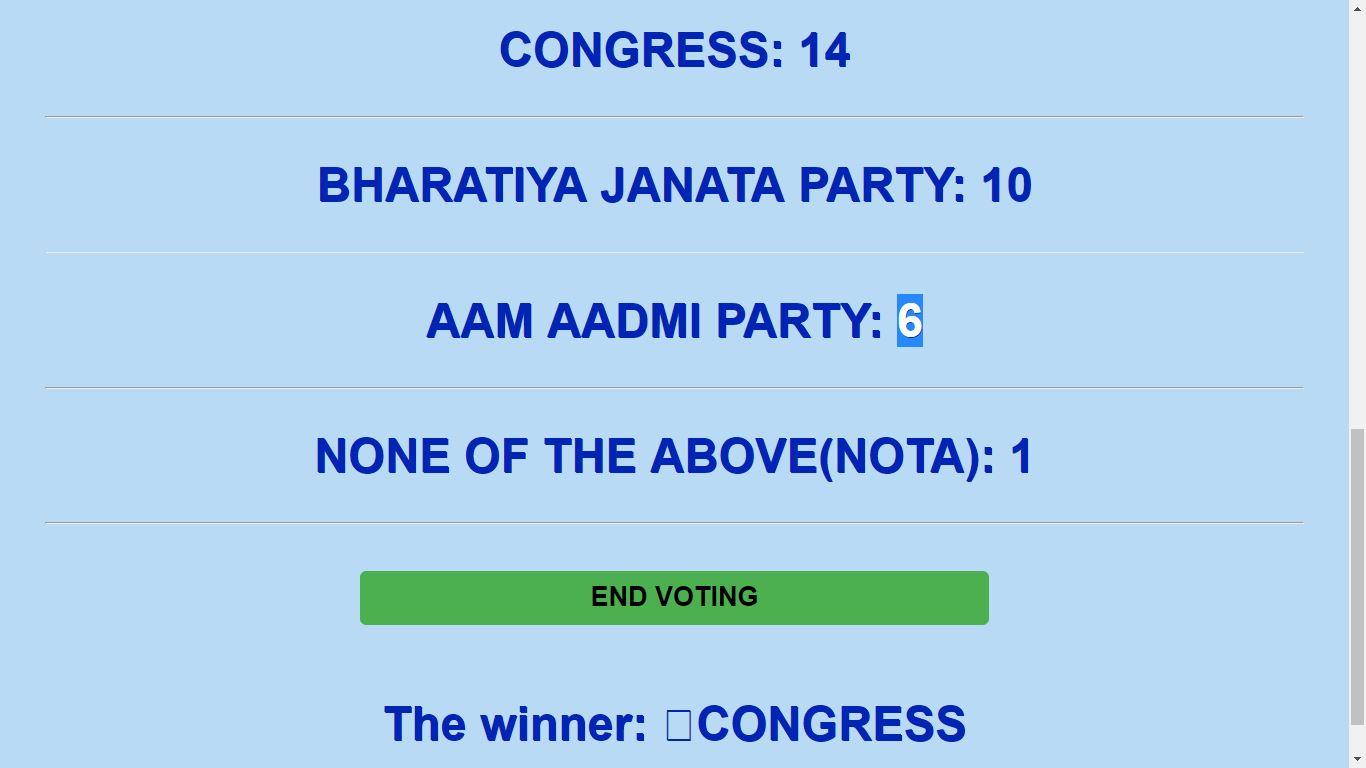 CONGRESS: 14
BHARATIYA JANATA PARTY: 10
AAM AADMI PARTY: 6
NONE OF THE ABOVE(NOTA): 1
END VOTING
The winner: CONGRESS